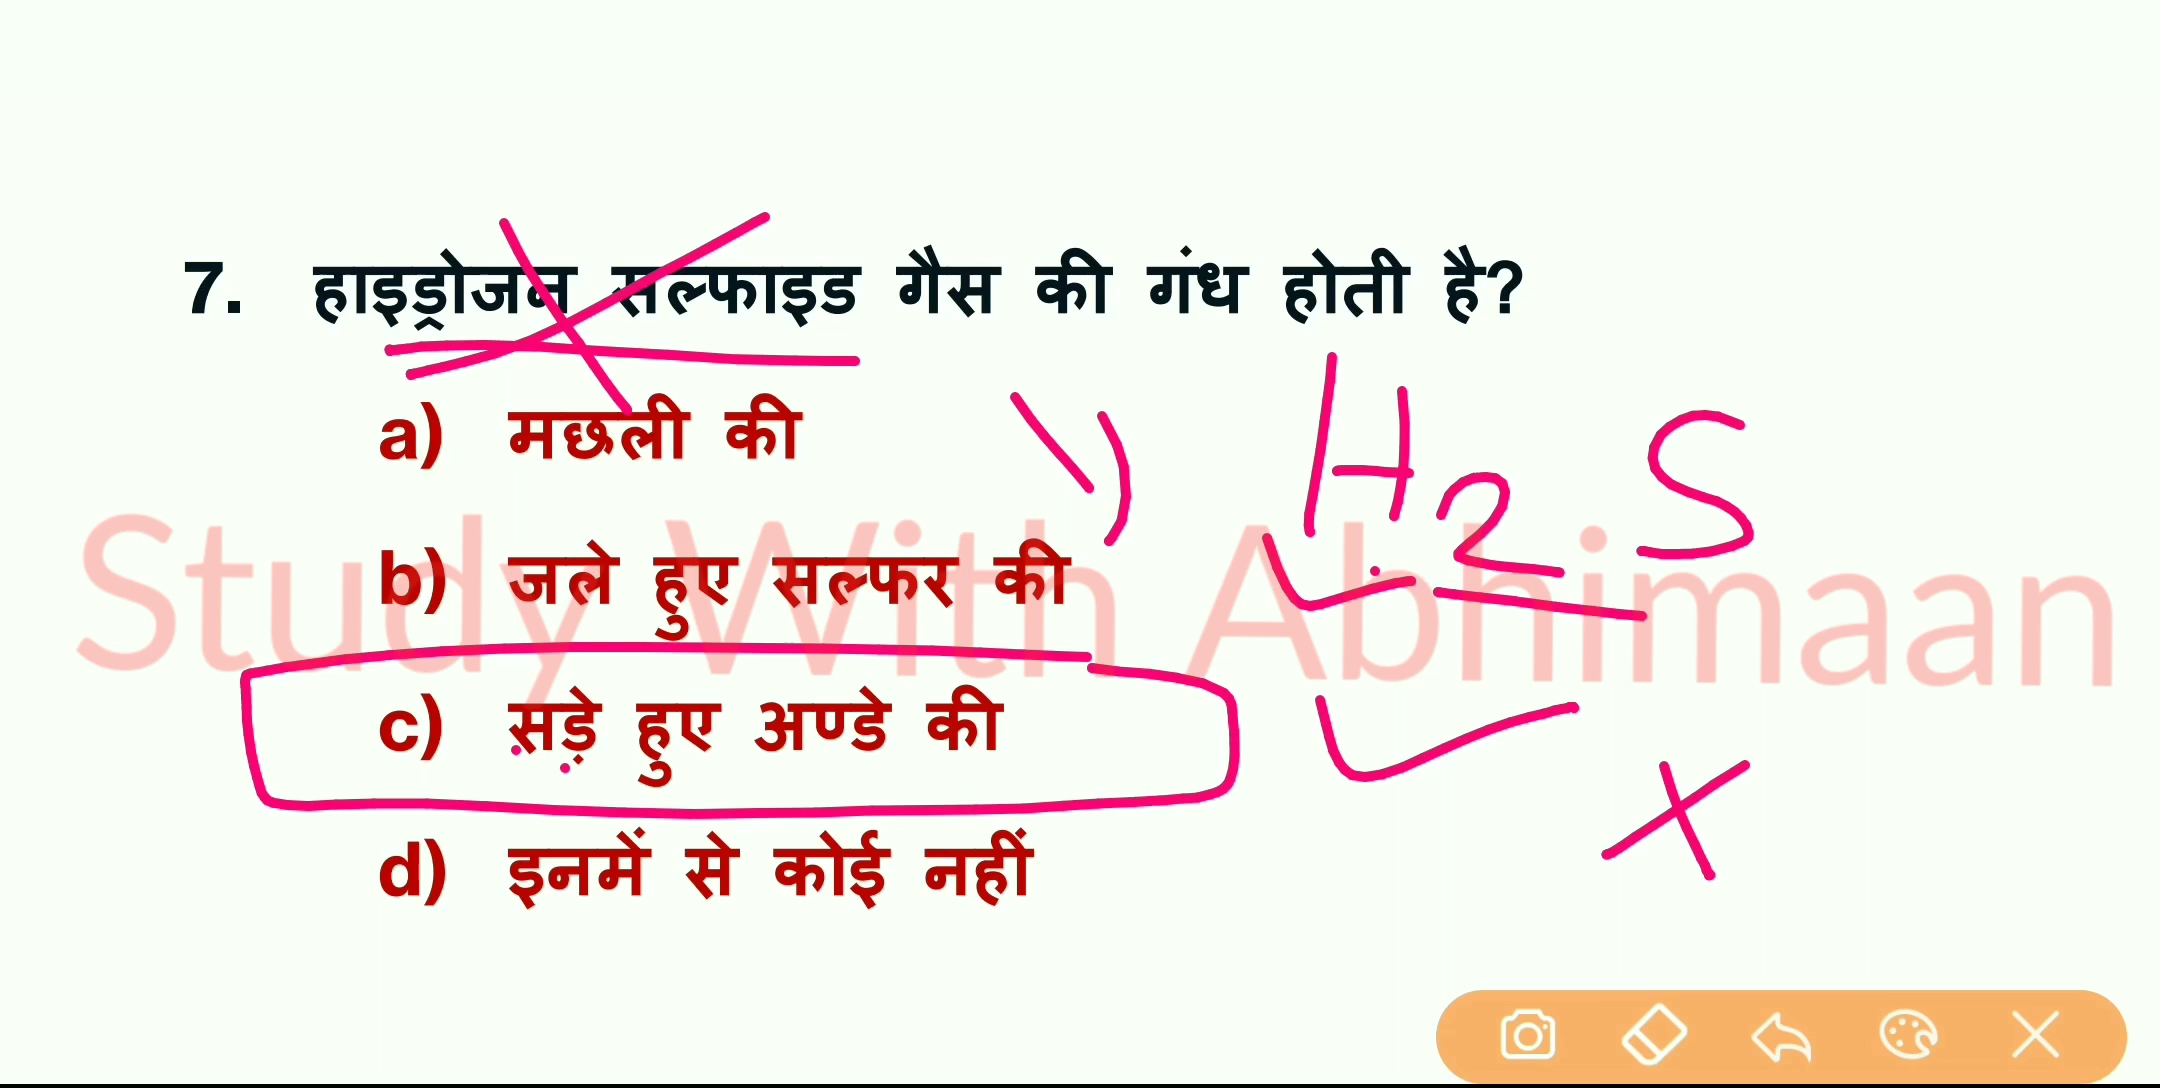 7. हाइड्रोजन सल्फाइड गैस की गंध होती है?
a) मछली की
H2S
b) जले हुए सल्फर की
Study With Abhimaan
c) सड़े हुए अण्डे की
d) इनमें से कोई नहीं